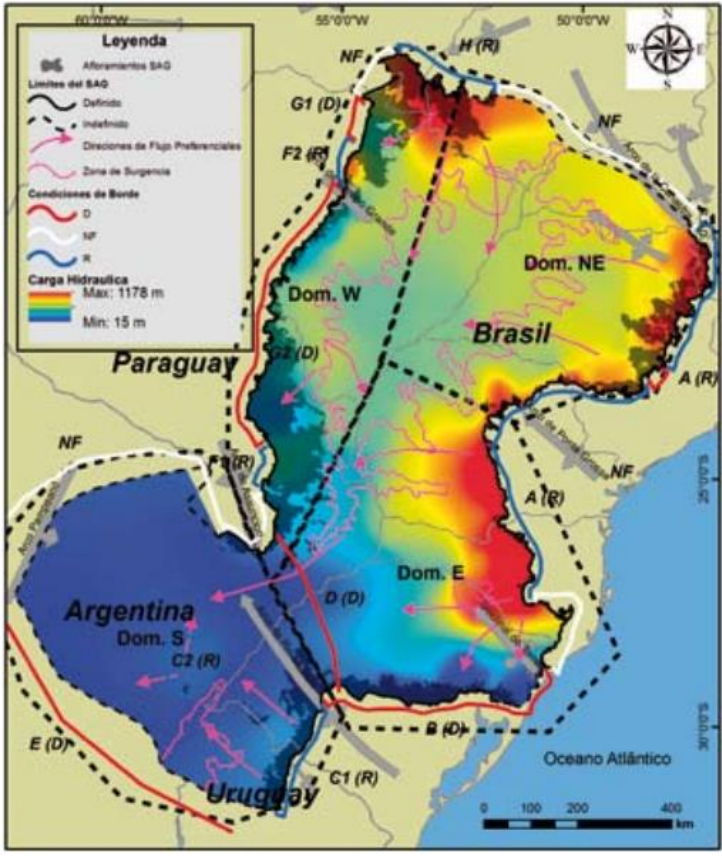 60°0'0"W
55°0'0"W
50°0'0"W
Leyenda
Afloramientos SAG
Limites del SAG
Definido
Indefinido
Direciones de Flujo Preferenciales
Zona de Surgencia
Condiciones de Borde
D
NF
R
Carga Hidraulica
Max: 1178 m
Min: 15 m
N
W
E
S
H (R)
NF
G1 (D)
NF
F2 (R)
Dom. W
Dom. NE
Brasil
Paraguay
G2 (D)
A (R)
NF
F1 (R)
NF
A (R)
25°0'0"S
Dom. E
Argentina
Dom. S
D (D)
C2 (R)
E (D)
B (D)
30°0'0"S
C1 (R)
Uruguay
Oceano Atlântico
0 100 200 400
km